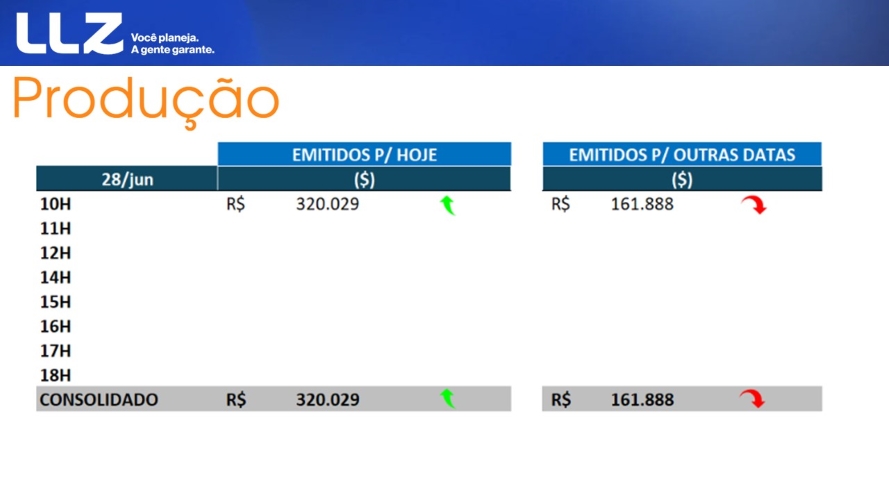 LLZ
Você planeja.
A gente garante.
Produção
EMITIDOS P/ HOJE EMITIDOS P/ OUTRAS DATAS
28/jun ($) ($)
10H R$ 320.029 R$ 161.888
11H
12H
14H
15H
16H
17H
18H
CONSOLIDADO R$ 320.029 R$ 161.888